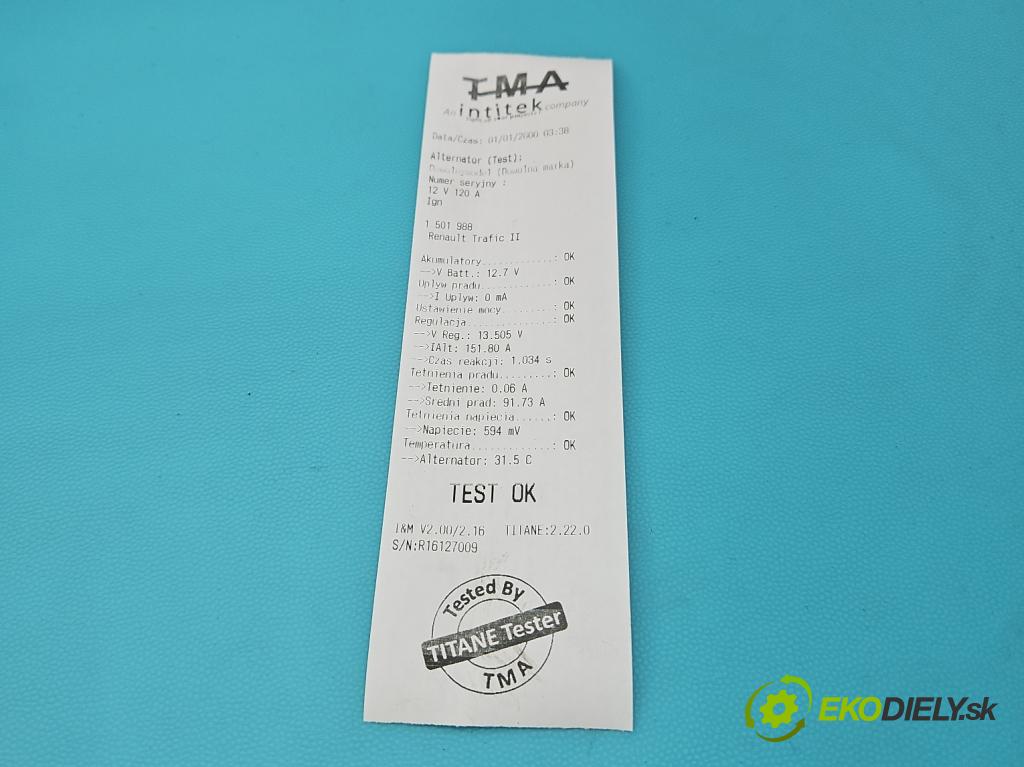 TMA
An intitek company
Data/Czas: 01/01/2000 03:38
Alternator (Test):
(Dowolna marka)
Numer seryjny :
12 V 120 A
Ign
1 501 988
Renault Trafic II
Akumulatory............: OK
-->V Batt.: 12.7 V
Uplyw pradu............: OK
-->I Uplyw: 0 mA
Ustawienie mocy........: OK
Regulacja..............: OK
-->V Reg.: 13.505 V
-->IAlt: 151.80 A
-->Czas reakcji: 1.034 s
Tetnienia pradu.........: OK
-->Tetnienie: 0.06 A
-->Sredni prad: 91.73 A
Tetnienia napiecia......: OK
-->Napiecie: 594 mV
Temperatura.............: OK
-->Alternator: 31.5 C
TEST OK
I&M V2.00/2.16 TITANE:2.22.0
S/N:R16127009
Tested By
TITANE Tester
TMA
EKODIELY.sk